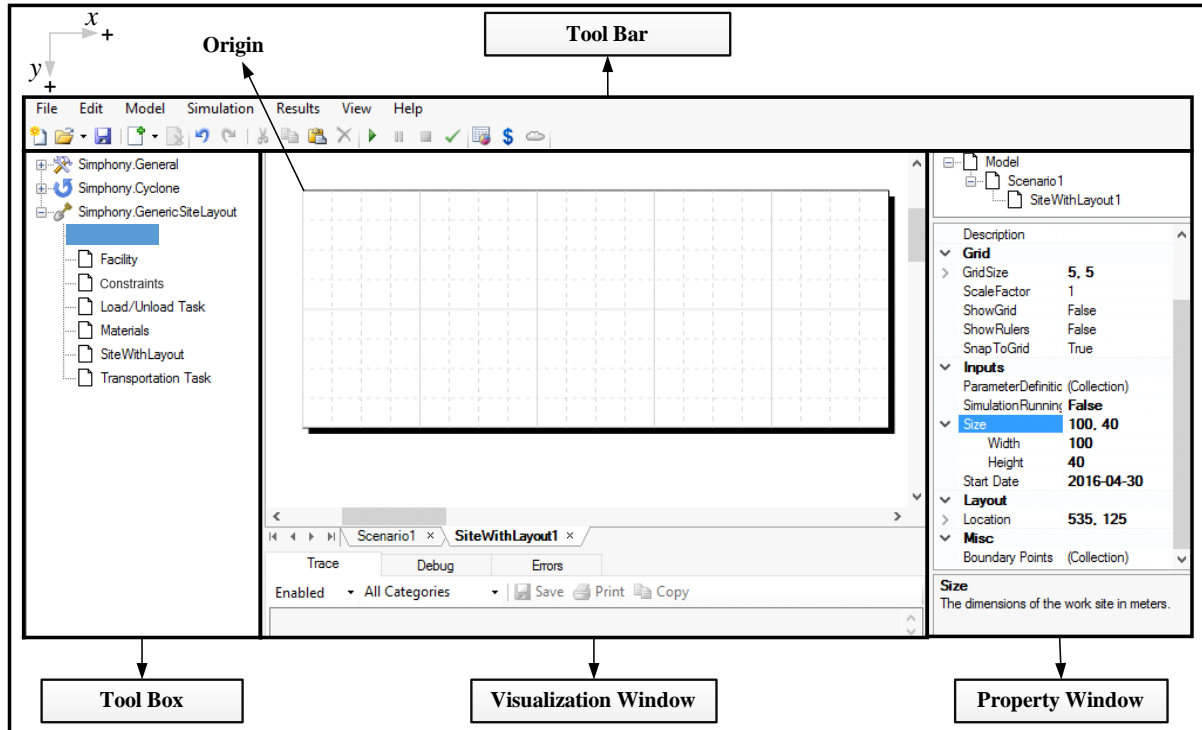 x
+
Origin
Tool Bar
y
+
File Edit Model Simulation Results View Help
$
Simphony.General
Simphony.Cyclone
Simphony.GenericSiteLayout
Facility
Constraints
Load/Unload Task
Materials
SiteWithLayout
Transportation Task
Scenario1 × SiteWithLayout1 ×
Trace Debug Errors
Enabled All Categories Save Print Copy
Model
Scenario1
SiteWithLayout1
Description
Grid
GridSize 5, 5
ScaleFactor 1
ShowGrid False
ShowRulers False
SnapToGrid True
Inputs
ParameterDefinitic (Collection)
SimulationRunning False
Size 100, 40
Width 100
Height 40
Start Date 2016-04-30
Layout
Location 535, 125
Misc
Boundary Points (Collection)
Size
The dimensions of the work site in meters.
Tool Box
Visualization Window
Property Window